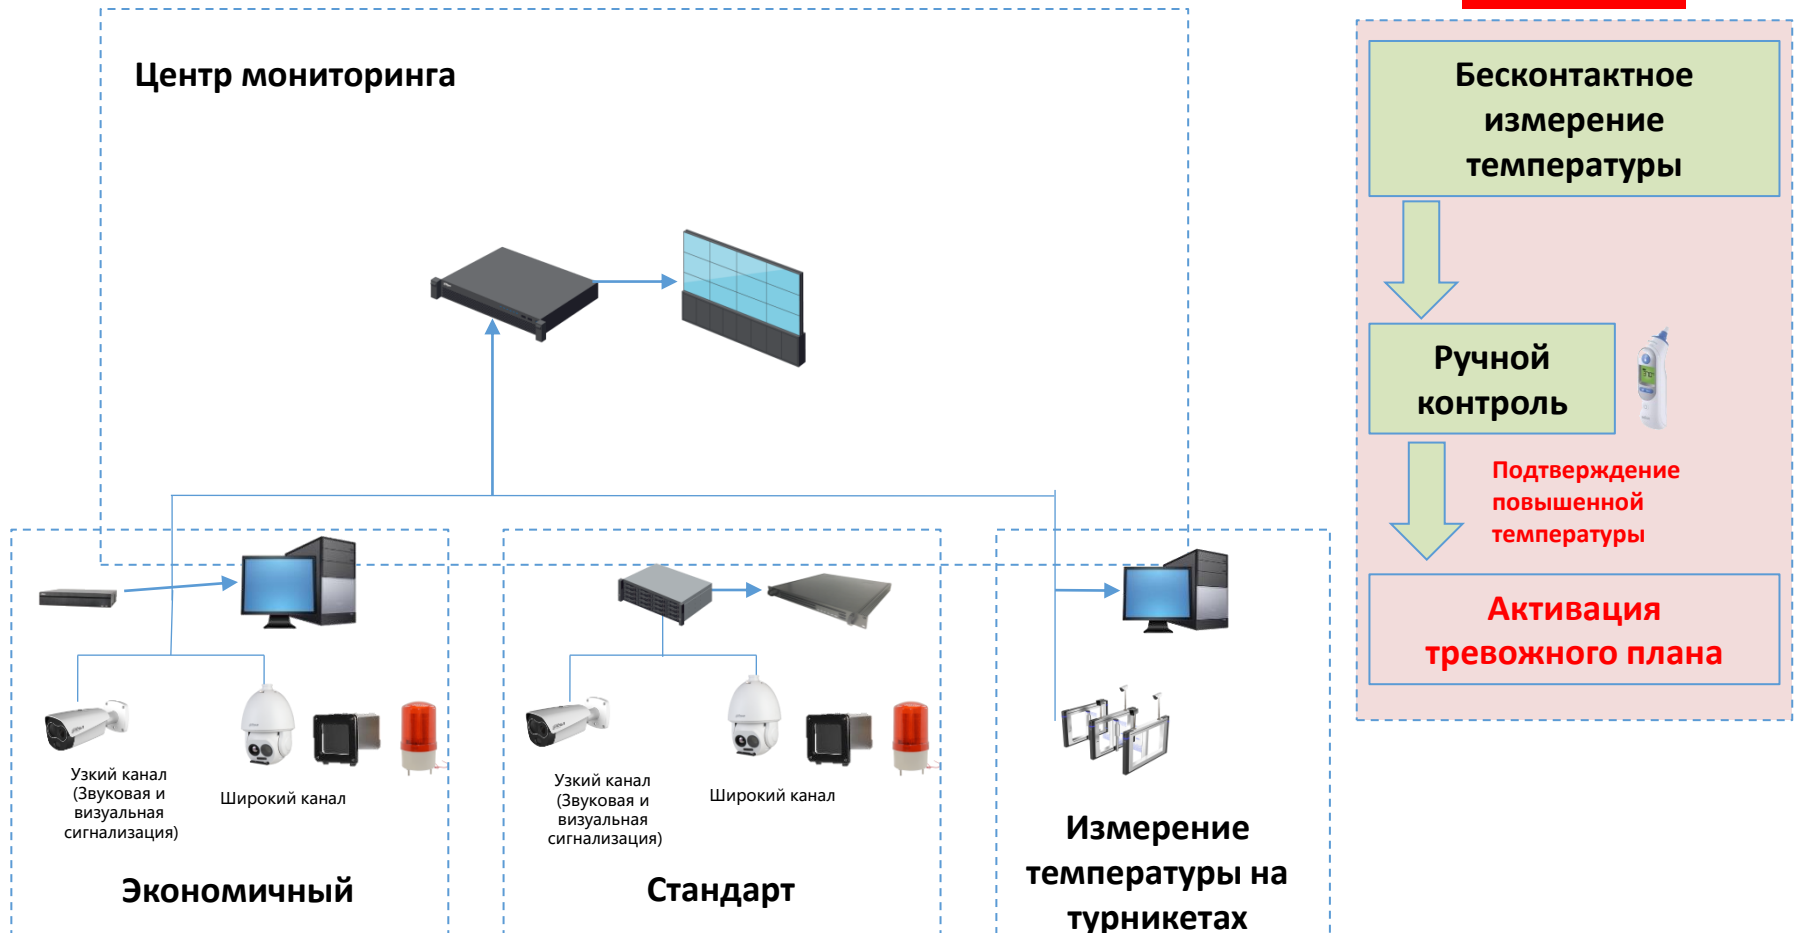 Центр мониторинга
Бесконтактное
измерение
температуры
Ручной
контроль
Подтверждение
повышенной
температуры
Активация
тревожного плана
Узкий канал
(Звуковая и
визуальная
сигнализация)
Широкий канал
Экономичный
Узкий канал
(Звуковая и
визуальная
сигнализация)
Широкий канал
Стандарт
Измерение
температуры на
турникетах